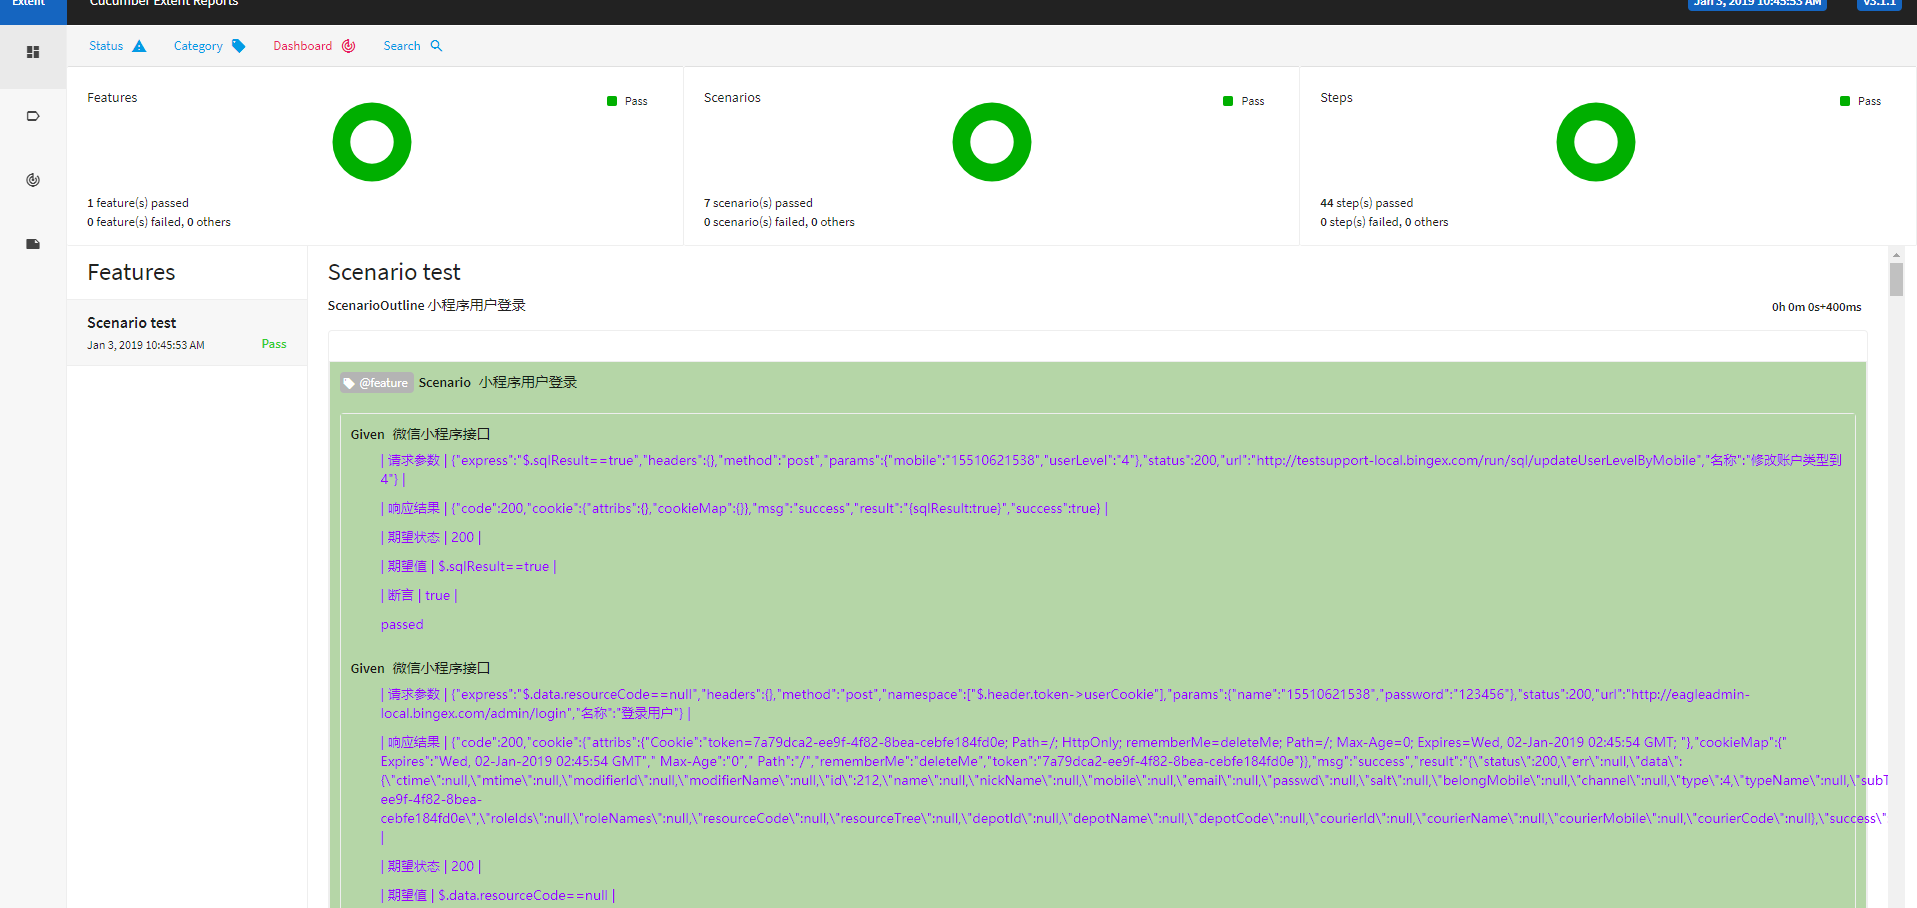 Extent
Cucumber Extent Reports
Jan 3, 2019 10:45:53 AM
v3.1.1
Status
Category
Dashboard
Search
Features
Pass
1 feature(s) passed
0 feature(s) failed, 0 others
Scenarios
Pass
7 scenario(s) passed
0 scenario(s) failed, 0 others
Steps
Pass
44 step(s) passed
0 step(s) failed, 0 others
Features
Scenario test
Jan 3, 2019 10:45:53 AM
Pass
Scenario test
ScenarioOutline 小程序用户登录
0h 0m 0s+400ms
@feature Scenario 小程序用户登录
Given 微信小程序接口
| 请求参数 | {"express":"$.sqlResult==true","headers":{},"method":"post","params":{"mobile":"15510621538","userLevel":"4"},"status":200,"url":"http://testsupport-local.bingex.com/run/sql/updateUserLevelByMobile","名称":"修改账户类型到
4"} |
| 响应结果 | {"code":200,"cookie":{"attribs":{},"cookieMap":{}},"msg":"success","result":"{sqlResult:true}","success":true} |
| 期望状态 | 200 |
| 期望值 | $.sqlResult==true |
| 断言 | true |
passed
Given 微信小程序接口
| 请求参数 | {"express":"$.data.resourceCode==null","headers":{},"method":"post","namespace":["$.header.token->userCookie"],"params":{"name":"15510621538","password":"123456"},"status":200,"url":"http://eagleadmin-
local.bingex.com/admin/login","名称":"登录用户"} |
| 响应结果 | {"code":200,"cookie":{"attribs":{"Cookie":"token=7a79dca2-ee9f-4f82-8bea-cebfe184fd0e; Path=/; HttpOnly; rememberMe=deleteMe; Path=/; Max-Age=0; Expires=Wed, 02-Jan-2019 02:45:54 GMT; "},"cookieMap":{"
Expires":"Wed, 02-Jan-2019 02:45:54 GMT"," Max-Age":"0"," Path":"/","rememberMe":"deleteMe","token":"7a79dca2-ee9f-4f82-8bea-cebfe184fd0e"}},"msg":"success","result":"{\"status\":200,\"err\":null,\"data\":
{\"ctime\":null,\"mtime\":null,\"modifierId\":null,\"modifierName\":null,\"id\":212,\"name\":null,\"nickName\":null,\"mobile\":null,\"email\":null,\"passwd\":null,\"salt\":null,\"belongMobile\":null,\"channel\":null,\"type\":4,\"typeName\":null,\"subT
ee9f-4f82-8bea-
cebfe184fd0e\",\"roleIds\":null,\"roleNames\":null,\"resourceCode\":null,\"resourceTree\":null,\"depotId\":null,\"depotName\":null,\"depotCode\":null,\"courierId\":null,\"courierName\":null,\"courierMobile\":null,\"courierCode\":null},\"success\"
|
| 期望状态 | 200 |
| 期望值 | $.data.resourceCode==null |